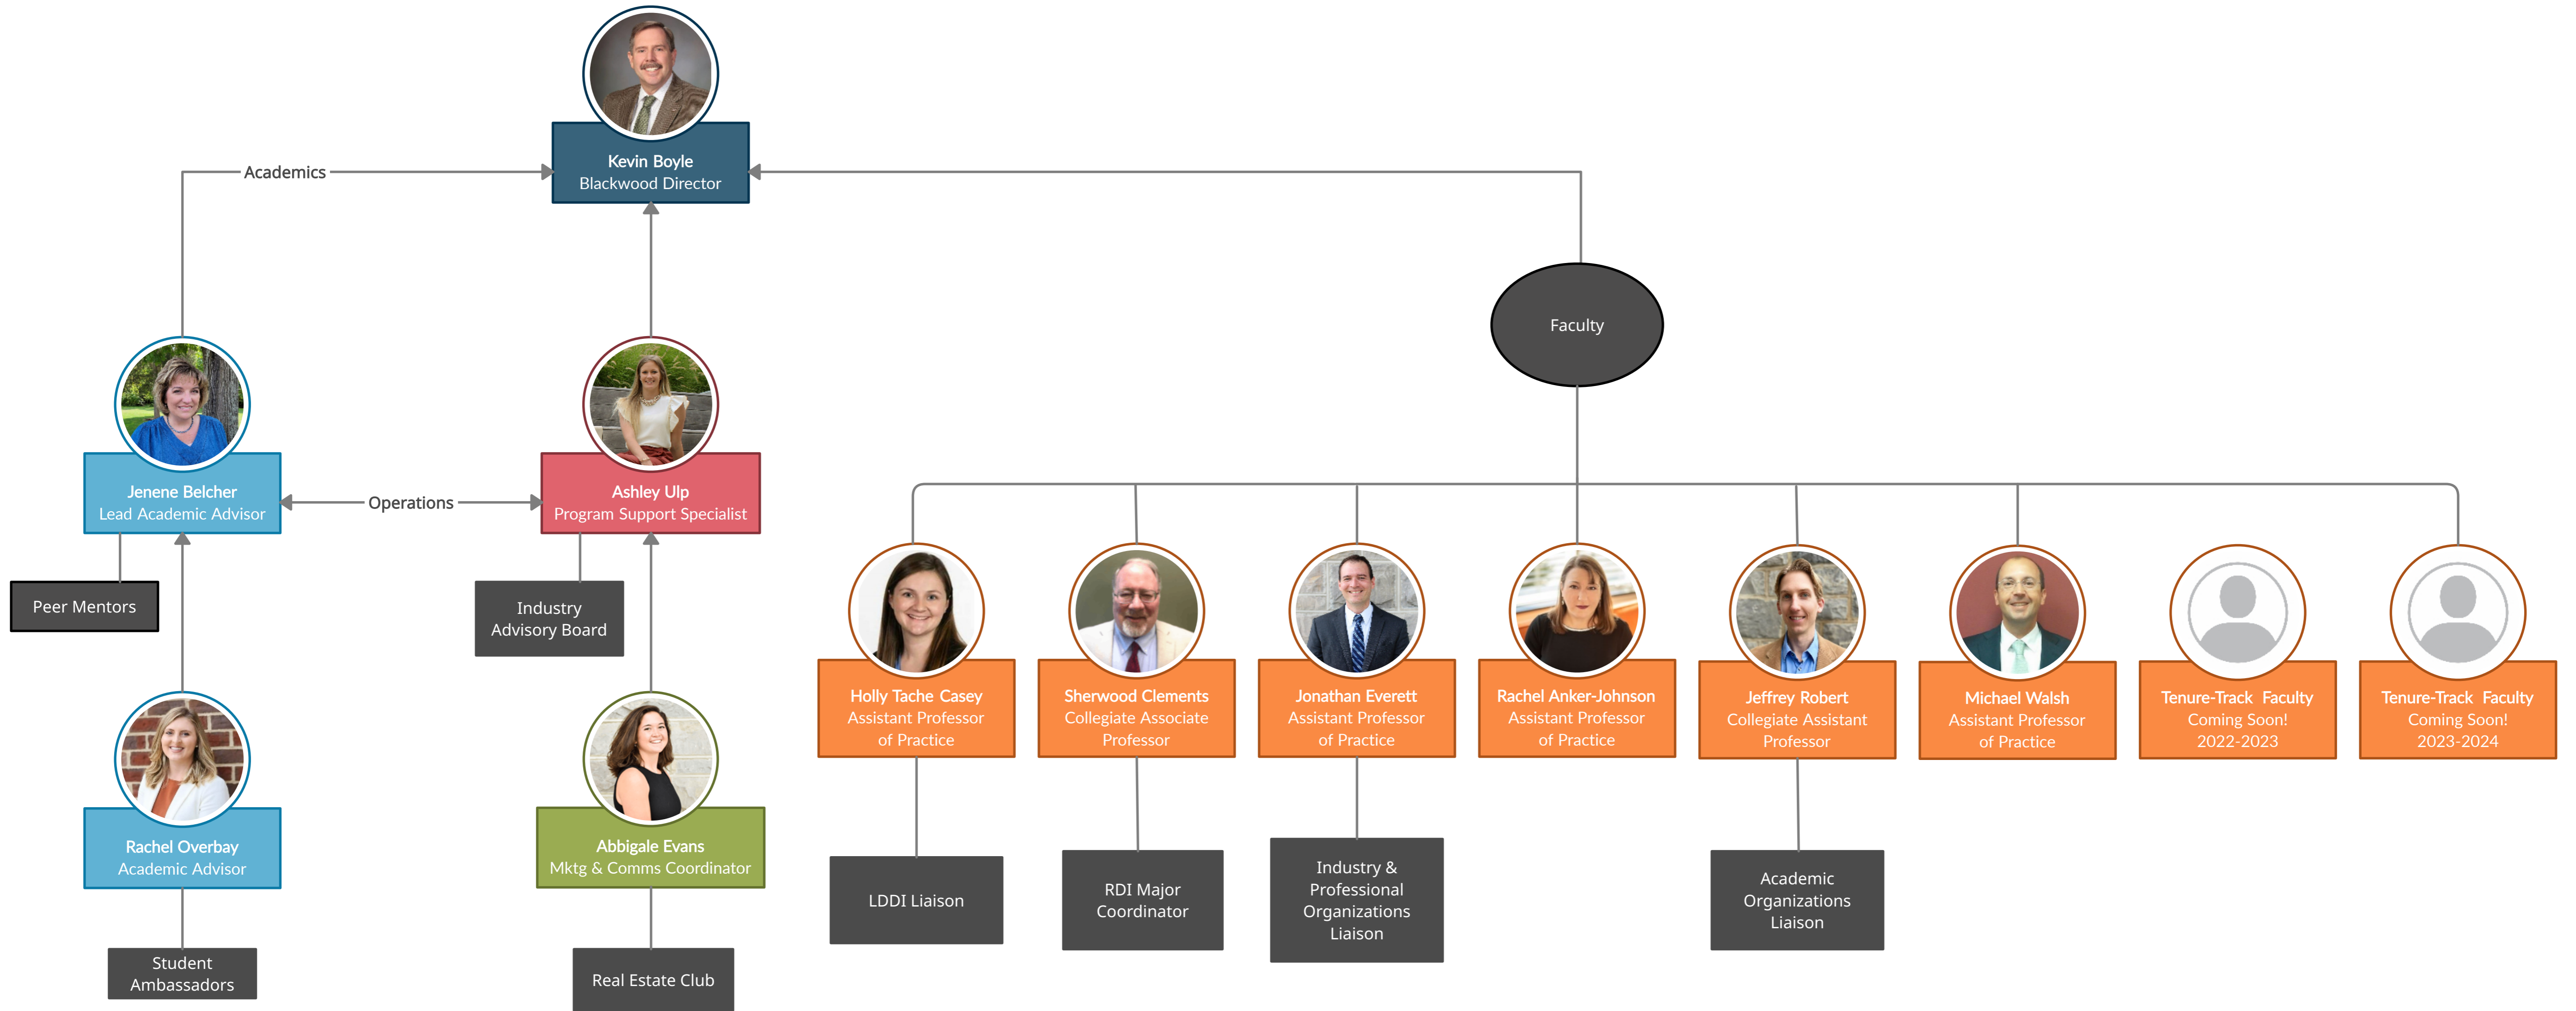 Kevin Boyle
Blackwood Director
Academics
Faculty
Jenene Belcher
Lead Academic Advisor
Operations
Ashley Ulp
Program Support Specialist
Peer Mentors
Industry
Advisory Board
Holly Tache Casey
Assistant Professor
of Practice
Sherwood Clements
Collegiate Associate
Professor
Jonathan Everett
Assistant Professor
of Practice
Rachel Anker-Johnson
Assistant Professor
of Practice
Jeffrey Robert
Collegiate Assistant
Professor
Michael Walsh
Assistant Professor
of Practice
Tenure-Track Faculty
Coming Soon!
2022-2023
Tenure-Track Faculty
Coming Soon!
2023-2024
Rachel Overbay
Academic Advisor
Abbigale Evans
Mktg & Comms Coordinator
LDDI Liaison
RDI Major
Coordinator
Industry &
Professional
Organizations
Liaison
Academic
Organizations
Liaison
Student
Ambassadors
Real Estate Club